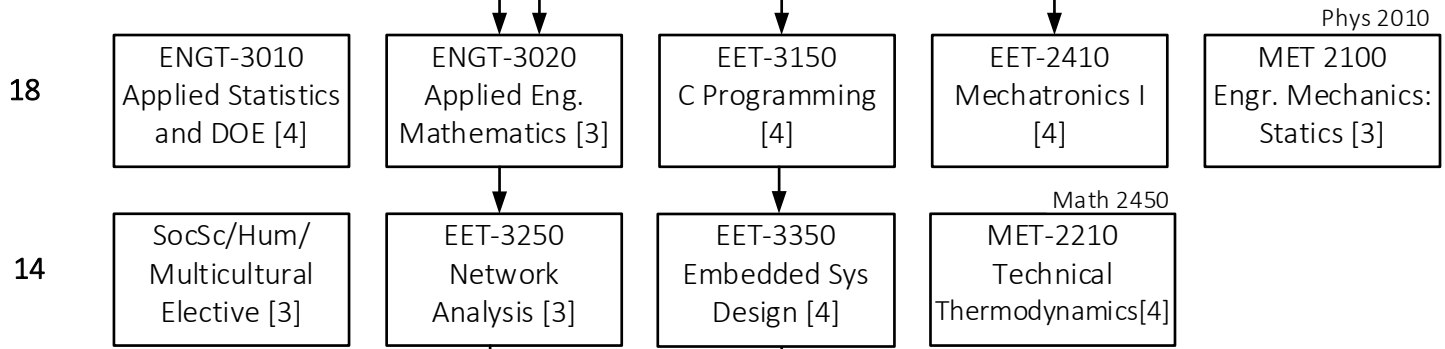 Phys 2010
18
ENGT-3010
Applied Statistics
and DOE [4]
ENGT-3020
Applied Eng.
Mathematics [3]
EET-3150
C Programming
[4]
EET-2410
Mechatronics I
[4]
MET 2100
Engr. Mechanics:
Statics [3]
Math 2450
14
SocSc/Hum/
Multicultural
Elective [3]
EET-3250
Network
Analysis [3]
EET-3350
Embedded Sys
Design [4]
MET-2210
Technical
Thermodynamics[4]